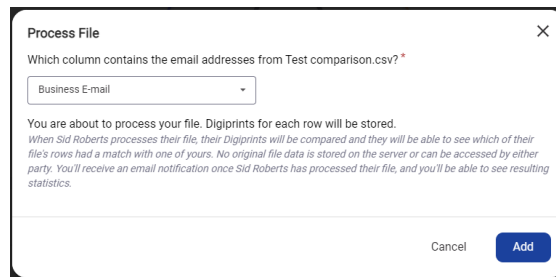 Process File
Which column contains the email addresses from Test comparison.csv? *
Business E-mail
You are about to process your file. Digiprints for each row will be stored.
When Sid Roberts processes their file, their Digiprints will be compared and they will be able to see which of their
file's rows had a match with one of yours. No original file data is stored on the server or can be accessed by either
party. You'll receive an email notification once Sid Roberts has processed their file, and you'll be able to see resulting
statistics.
Cancel
Add